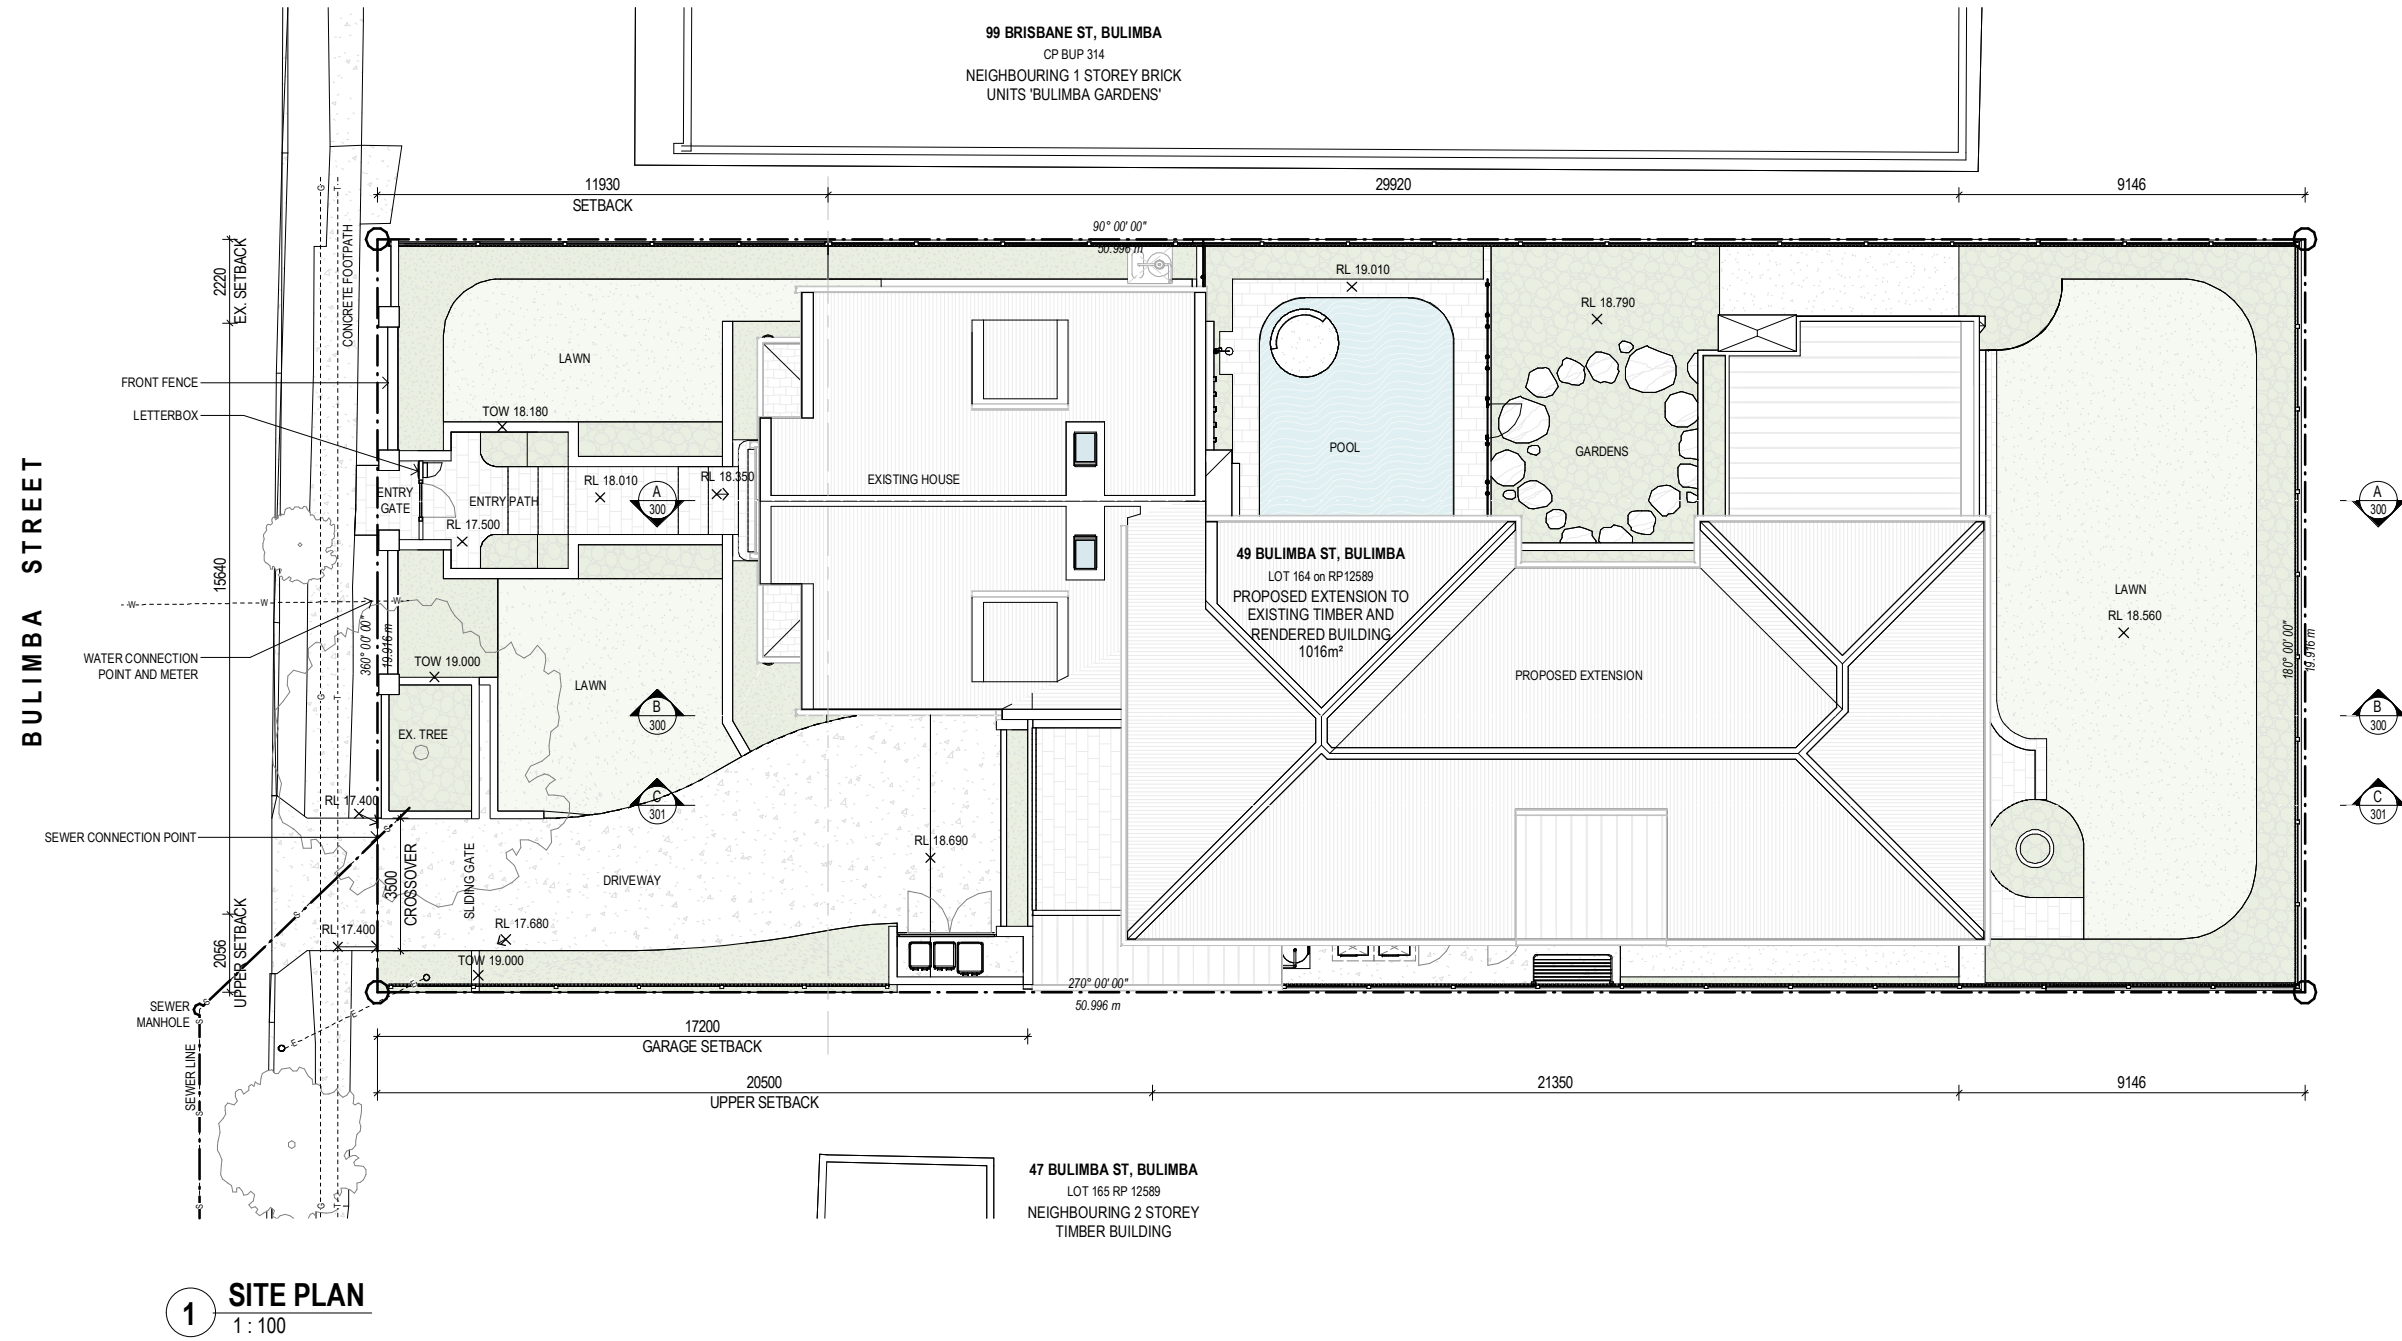 99 BRISBANE ST, BULIMBA
CP BUP 314
NEIGHBOURING 1 STOREY BRICK
UNITS 'BULIMBA GARDENS'
11930
SETBACK
29920
9146
90° 00' 00"
50.996 m
2220
EX. SETBACK
CONCRETE FOOTPATH
G
T
RL 19.010
RL 18.790
LAWN
FRONT FENCE
LETTERBOX
TOW 18.180
POOL
GARDENS
EXISTING HOUSE
RL 18.010
RL 18.350
ENTRY
GATE
ENTRY PATH
RL 17.500
A
300
A
300
BULIMBA STREET
15640
49 BULIMBA ST, BULIMBA
LOT 164 on RP12589
PROPOSED EXTENSION TO
EXISTING TIMBER AND
RENDERED BUILDING
1016m²
LAWN
RL 18.560
W
W
W
360° 00' 00"
19.916 m
180° 00' 00"
19.916 m
WATER CONNECTION
POINT AND METER
TOW 19.000
LAWN
PROPOSED EXTENSION
G
T
B
300
B
300
EX. TREE
RL 17.400
C
301
C
301
SEWER CONNECTION POINT
S
RL 18.690
3500
CROSSOVER
SLIDING GATE
DRIVEWAY
S
RL 17.400
RL 17.680
2056
UPPER SETBACK
TOW 19.000
E
270° 00' 00"
50.996 m
S
SEWER
MANHOLE
S
E
17200
GARAGE SETBACK
SEWER LINE
20500
UPPER SETBACK
21350
9146
S
47 BULIMBA ST, BULIMBA
LOT 165 RP 12589
NEIGHBOURING 2 STOREY
TIMBER BUILDING
S
G
T
1
SITE PLAN
1 : 100